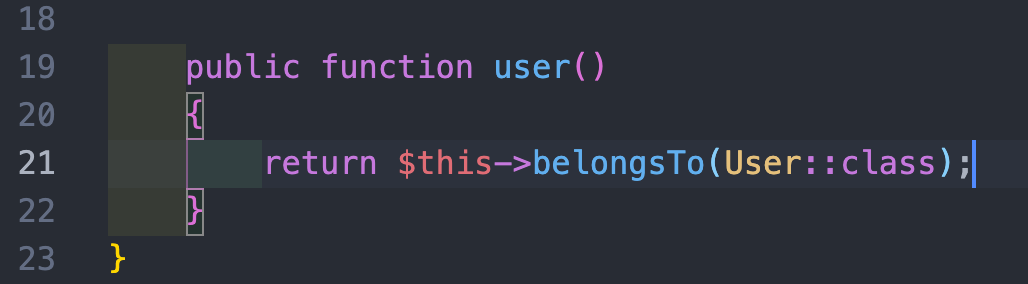 18
19 public function user()
20 {
21 return $this->belongsTo(User::class);
22 }
23 }